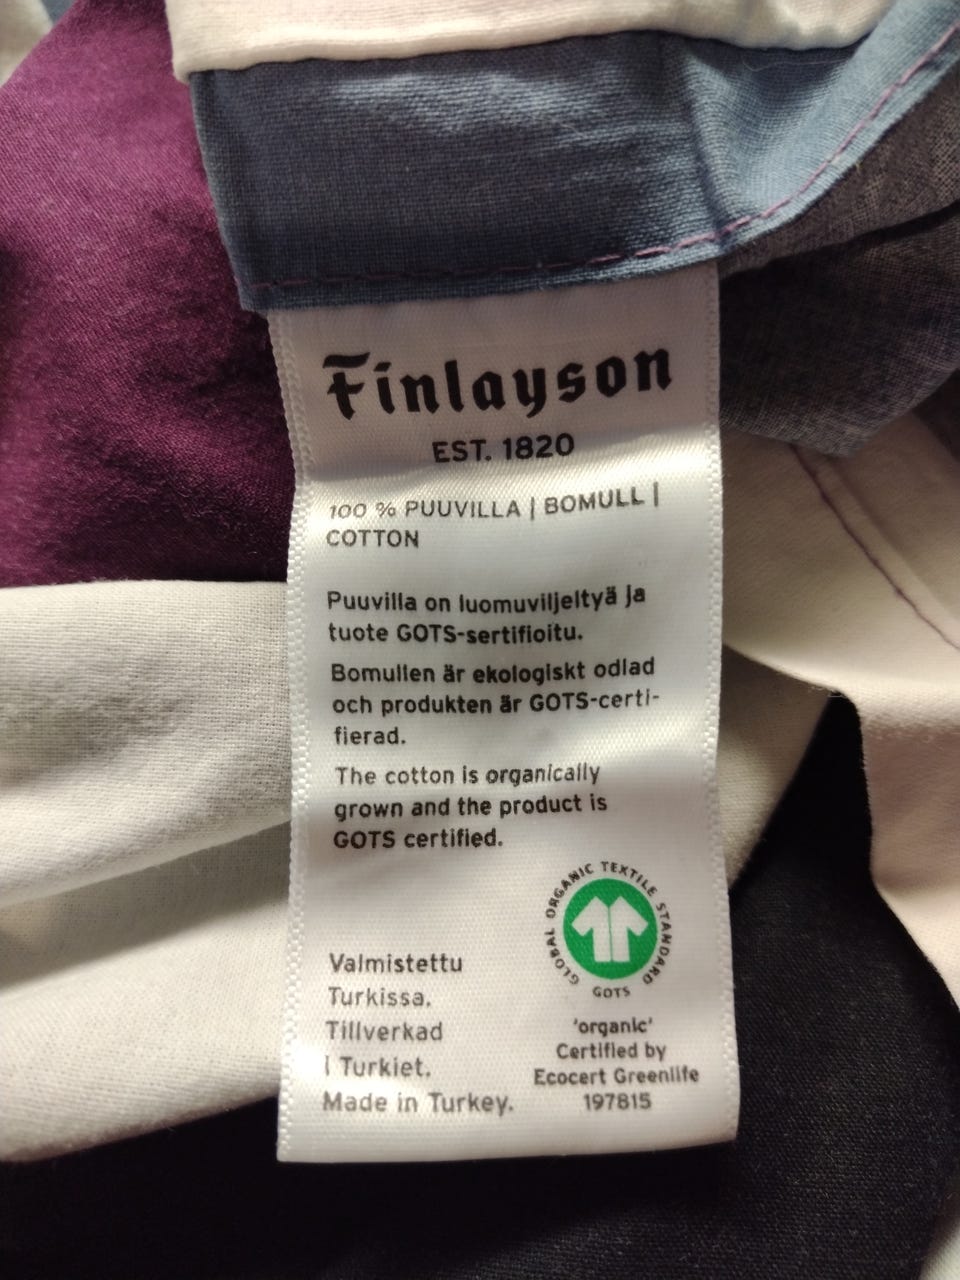 Finlayson
EST. 1820
100 % PUUVILLA | BOMULL |
COTTON
Puuvilla on luomuviljeltyä ja
tuote GOTS-sertifioitu.
Bomullen är ekologiskt odlad
och produkten är GOTS-certi-
fierad.
The cotton is organically
grown and the product is
GOTS certified.
GLOBAL ORGANIC TEXTILE STANDARD
GOTS
Valmistettu
Turkissa.
Tillverkad
i Turkiet.
Made in Turkey.
'organic'
Certified by
Ecocert Greenlife
197815